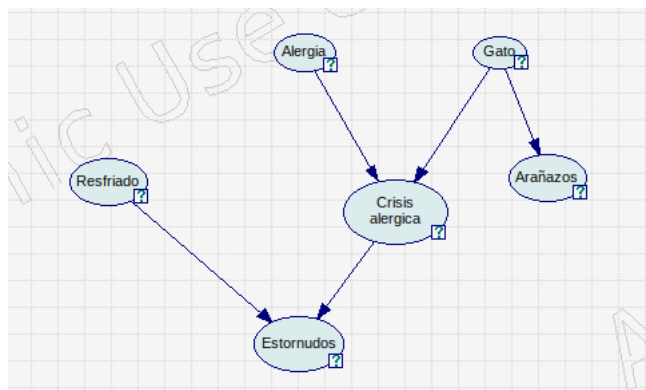 Alergia
Gato
?
?
Resfriado
?
Arañazos
?
Crisis
alergica
?
Estornudos
?